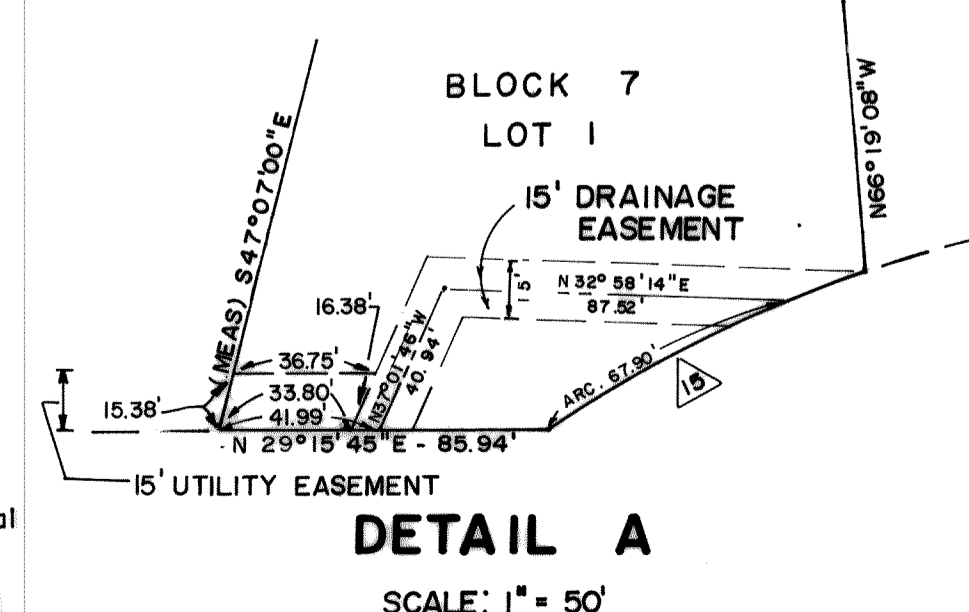 BLOCK 7
LOT 1
N66°19'08"W
(MEAS) S47°07'00"E
15' DRAINAGE
EASEMENT
5'
N 32° 58' 14"E
87.52'
16.38'
36.75'
N37°01'46"W
40.94'
33.80'
15.38'
41.99'
ARC. 67.90'
15
N 29°15'45"E - 85.94'
15' UTILITY EASEMENT
al
DETAIL A
SCALE: 1" = 50'